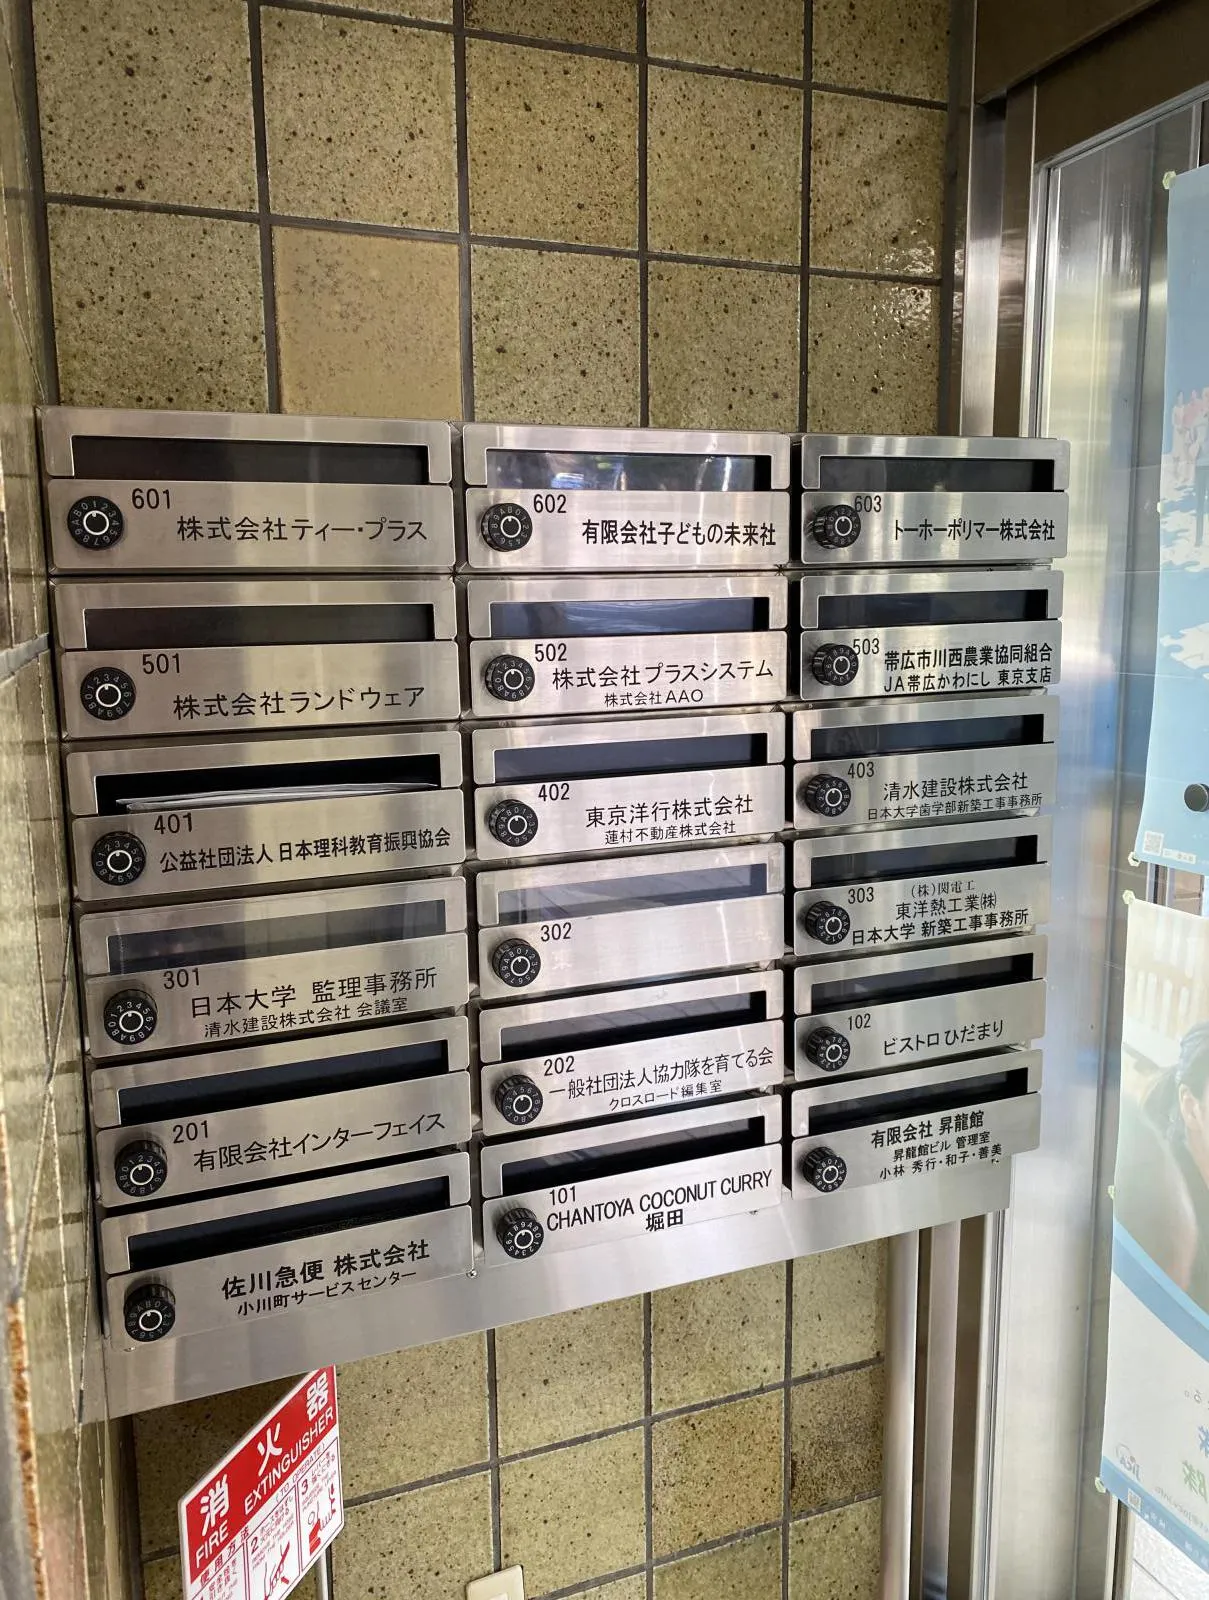 601
株式会社ティー・プラス
602
有限会社子どもの未来社
603
トーホーポリマー株式会社
501
株式会社ランドウェア
502
株式会社プラスシステム
株式会社AAO
503
帯広市川西農業協同組合
JA帯広かわにし 東京支店
401
公益社団法人 日本理科教育振興協会
402
東京洋行株式会社
蓮村不動産株式会社
403
清水建設株式会社
日本大学歯学部新築工事事務所
301
日本大学 監理事務所
清水建設株式会社 会議室
302
303
(株)関電工
東洋熱工業㈱
日本大学 新築工事事務所
201
有限会社インターフェイス
202
一般社団法人協力隊を育てる会
クロスロード編集室
102
ビストロ ひだまり
佐川急便 株式会社
小川町サービスセンター
101
CHANTOYA COCONUT CURRY
堀田
有限会社 昇龍館
昇龍館ビル 管理室
小林 秀行・和子・善美
消火器
FIRE EXTINGUISHER
使用方法
(TO OPERATE)
2
3
JICA